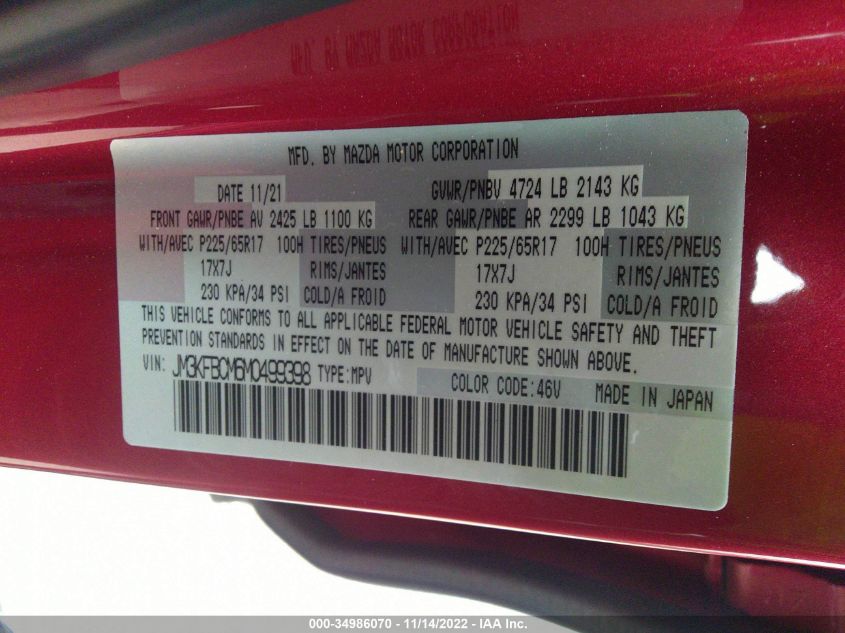 MFD. BY MAZDA MOTOR CORPORATION
DATE 11/21 GVWR/PNBV 4724 LB 2143 KG
FRONT GAWR/PNBE AV 2425 LB 1100 KG REAR GAWR/PNBE AR 2299 LB 1043 KG
WITH/AVEC P225/65R17 100H TIRES/PNEUS WITH/AVEC P225/65R17 100H TIRES/PNEUS
17X7J RIMS/JANTES 17X7J RIMS/JANTES
230 KPA/34 PSI COLD/A FROID 230 KPA/34 PSI COLD/A FROID
THIS VEHICLE CONFORMS TO ALL APPLICABLE FEDERAL MOTOR VEHICLE SAFETY AND THEFT
PREVENTION STANDARDS IN EFFECT ON THE DATE OF MANUFACTURE SHOWN ABOVE.
VIN: JM3KFBCM6M0499398 TYPE:MPV COLOR CODE:46V MADE IN JAPAN
000-34986070 - 11/14/2022 - IAA Inc.